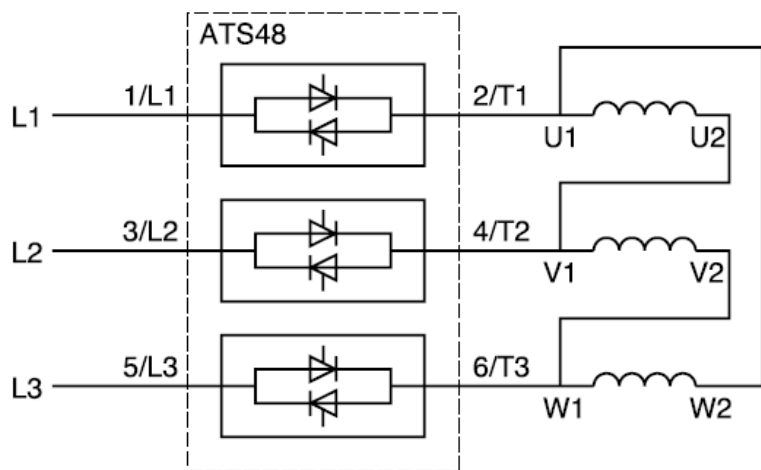 ATS48
L1 1/L1 2/T1
U1 U2
L2 3/L2 4/T2
V1 V2
L3 5/L3 6/T3
W1 W2